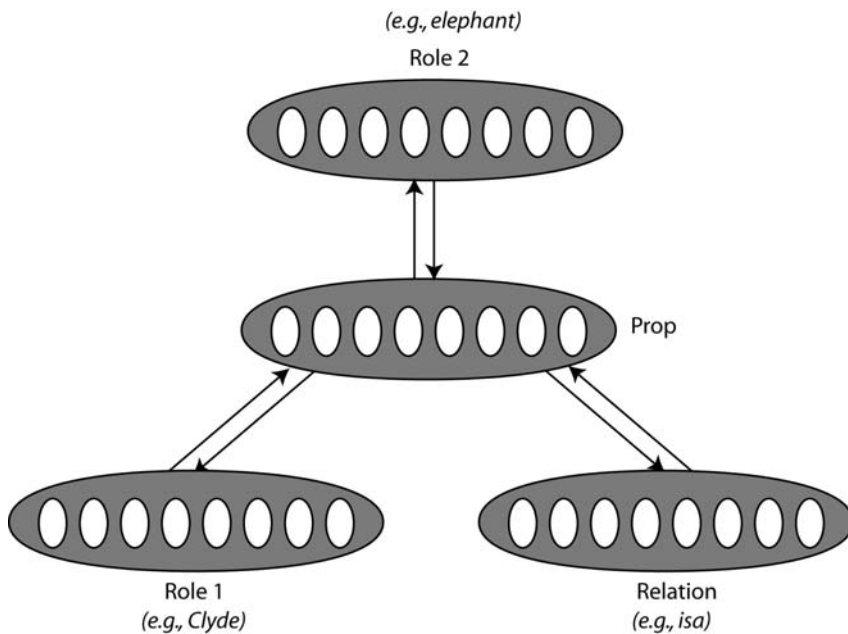 (e.g., elephant)
Role 2
Prop
Role 1
(e.g., Clyde)
Relation
(e.g., isa)